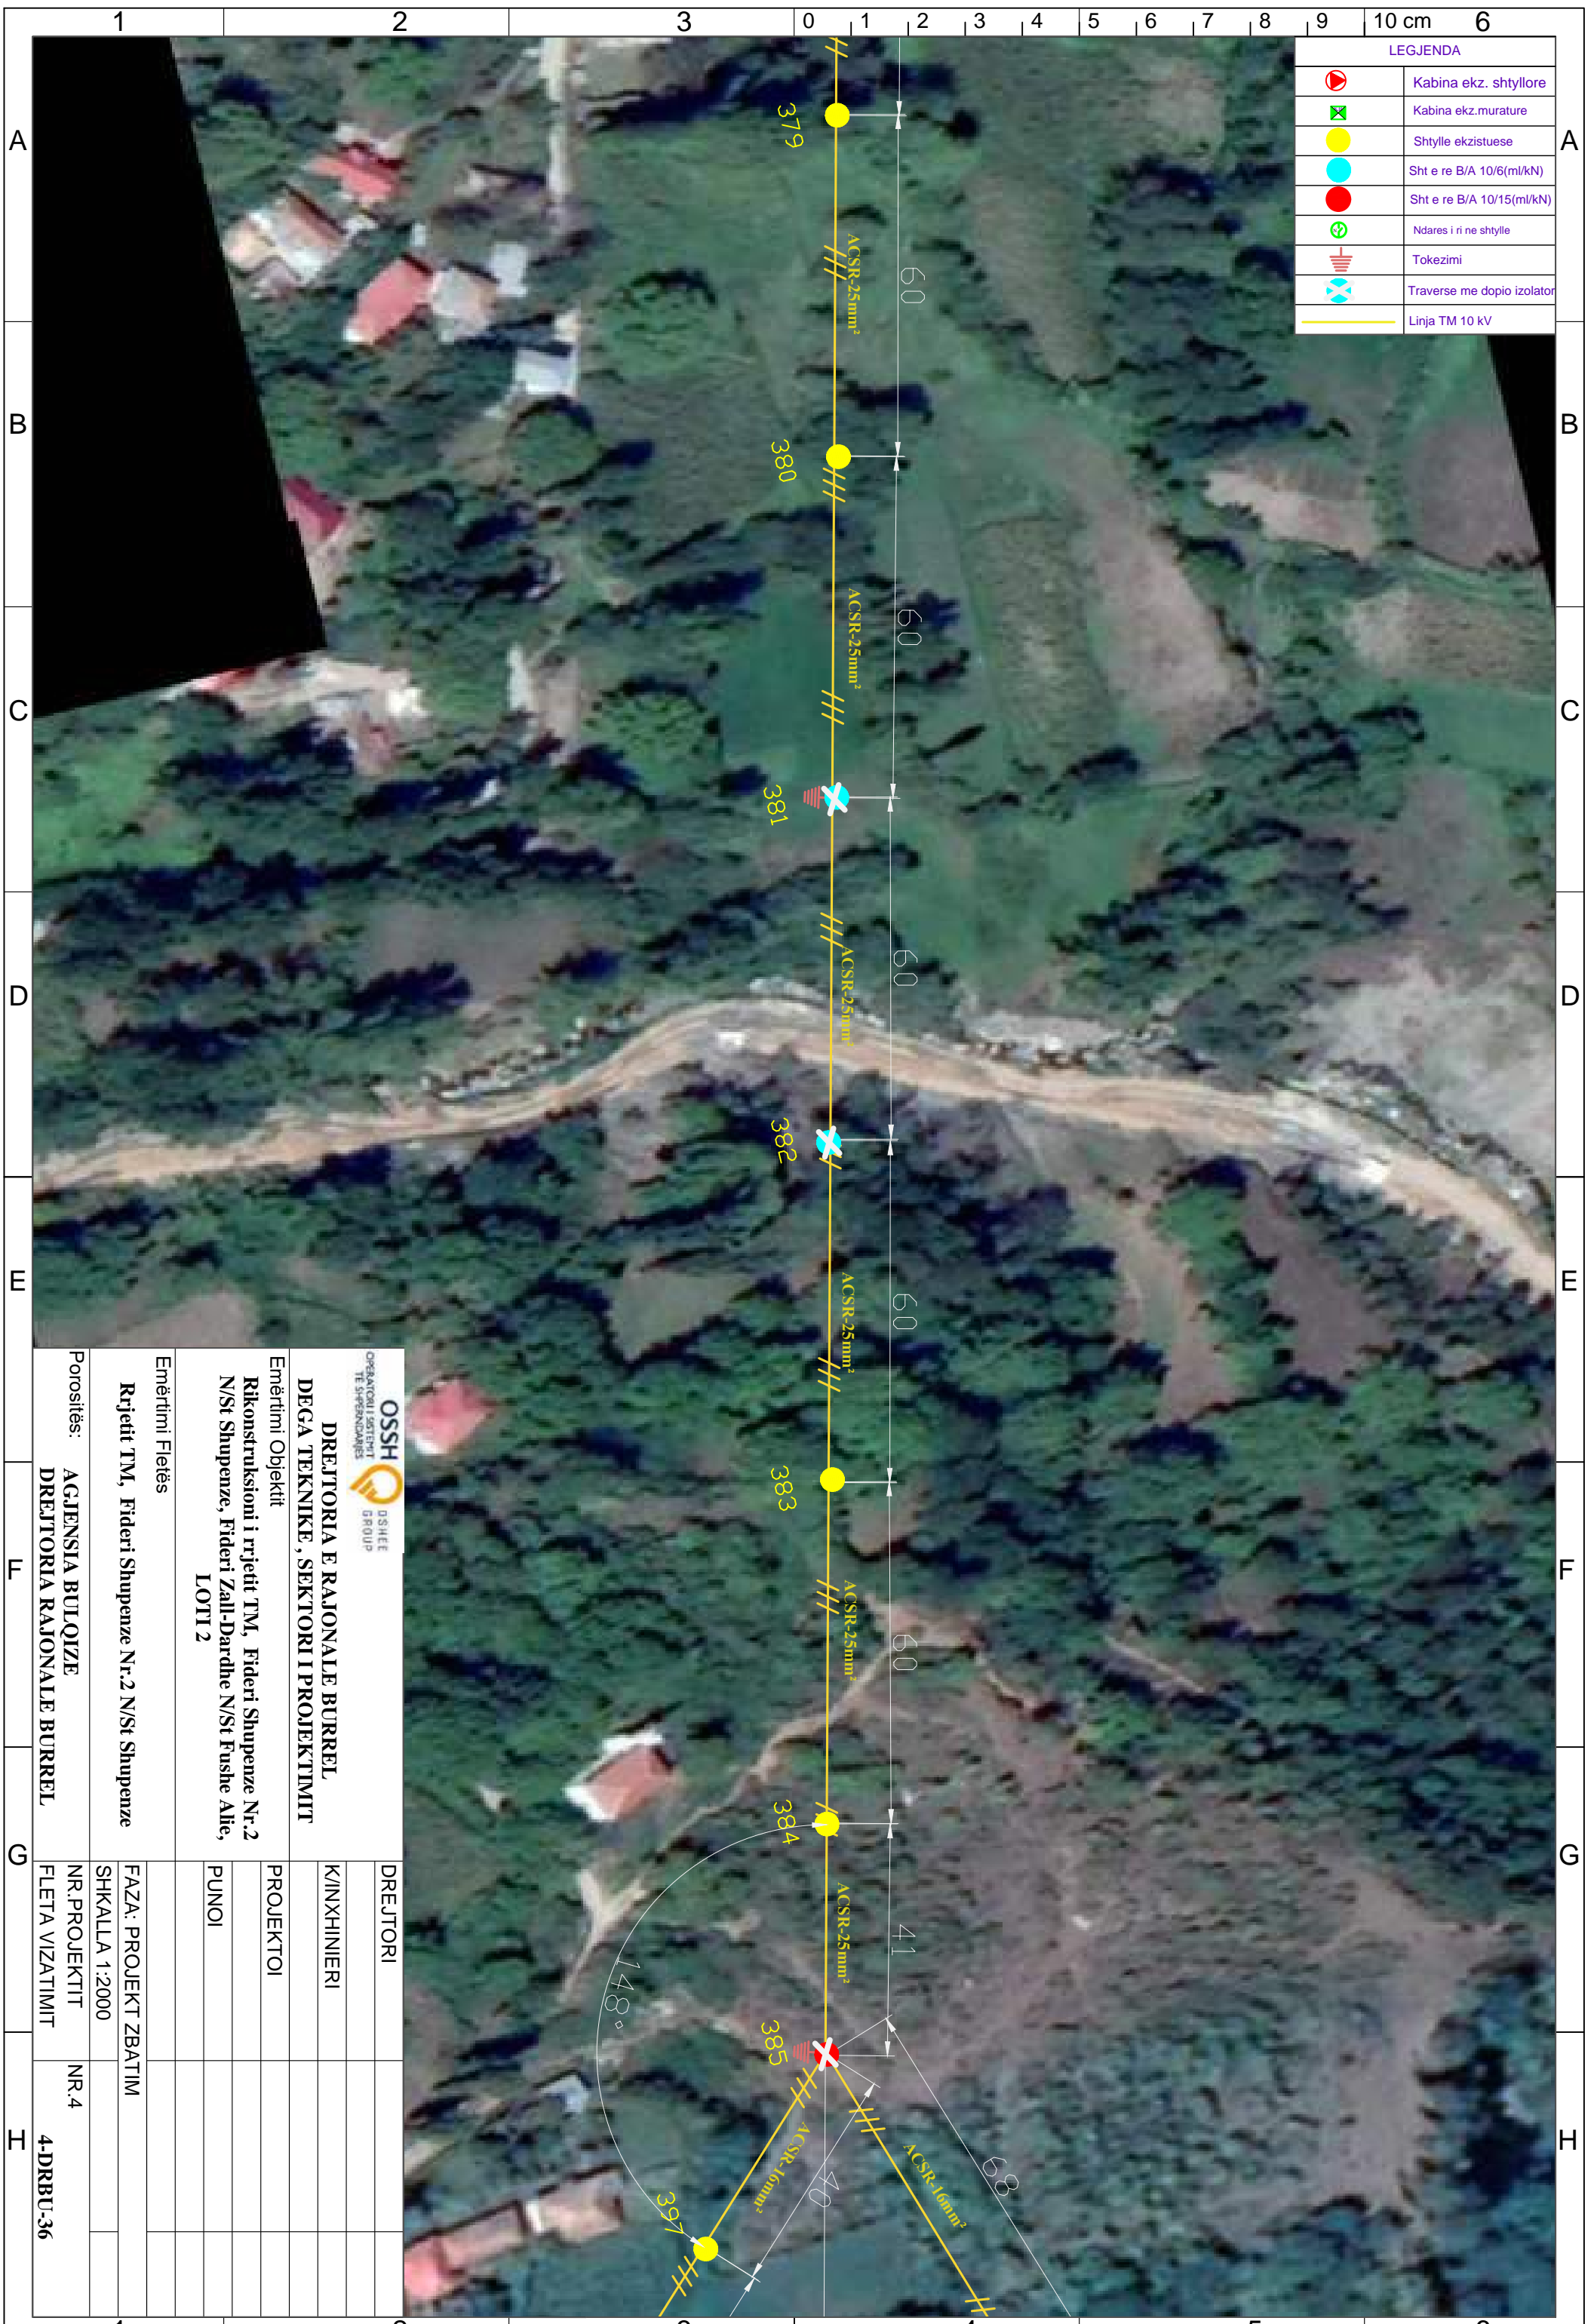 1 2 3 0 1 2 3 4 5 6 7 8 9 10 cm 6
LEGJENDA
Kabina ekz. shtyllore
Kabina ekz.murature
Shtylle ekzistuese
Sht e re B/A 10/6(ml/kN)
Sht e re B/A 10/15(ml/kN)
Ndares i ri ne shtylle
Tokezimi
Traverse me dopio izolator
Linja TM 10 kV
A A
B B
C C
D D
E E
F F
G G
H H
379
ACSR-25mm²
60
380
ACSR-25mm²
60
381
ACSR-25mm²
60
382
ACSR-25mm²
60
383
ACSR-25mm²
60
384
ACSR-25mm²
41
148°
385
ACSR-16mm²
70
ACSR-16mm²
68
397
OSSH
OPERATORI I SISTEMIT
TË SHPËRNDARJES
OSHEE
GROUP
DREJTORIA E RAJONALE BURREL
DEGA TEKNIKE , SEKTORI I PROJEKTIMIT
Emërtimi Objektit
Rikonstruksioni i rrjetit TM, Fideri Shupenze Nr.2
N/St Shupenze, Fideri Zall-Dardhe N/St Fushe Alie,
LOTI 2
Emërtimi Fletës
Rrjetit TM, Fideri Shupenze Nr.2 N/St Shupenze
Porositës:
AGJENSIA BULQIZE
DREJTORIA RAJONALE BURREL
DREJTORI
K/INXHINIERI
PROJEKTOI
PUNOI
FAZA: PROJEKT ZBATIM
SHKALLA 1:2000
NR.PROJEKTIT NR.4
FLETA VIZATIMIT 4-DRBU-36